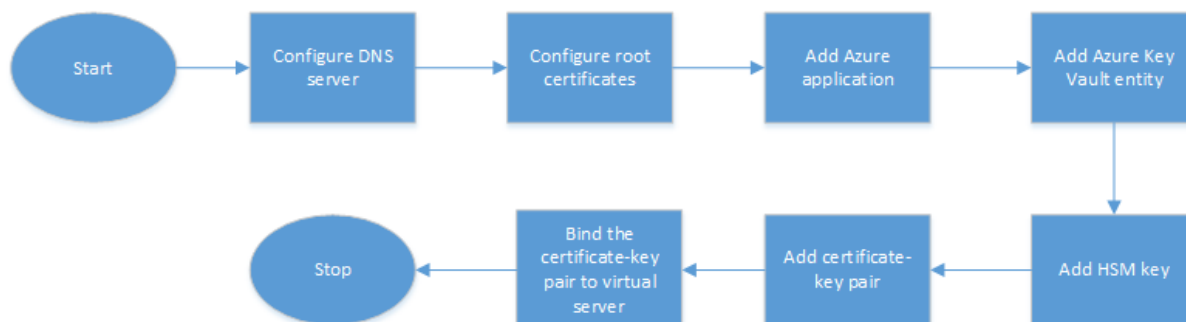 Start
Configure DNS
server
Configure root
certificates
Add Azure
application
Add Azure Key
Vault entity
Stop
Bind the
certificate-key
pair to virtual
server
Add certificate-
key pair
Add HSM key